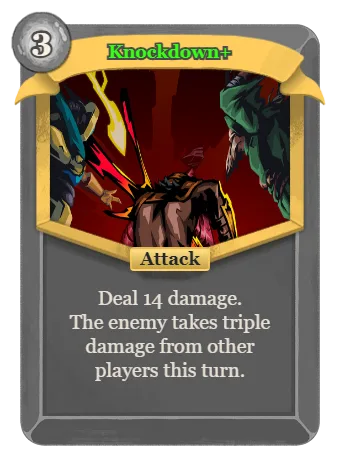 3
Knockdown+
Attack
Deal 14 damage.
The enemy takes triple
damage from other
players this turn.